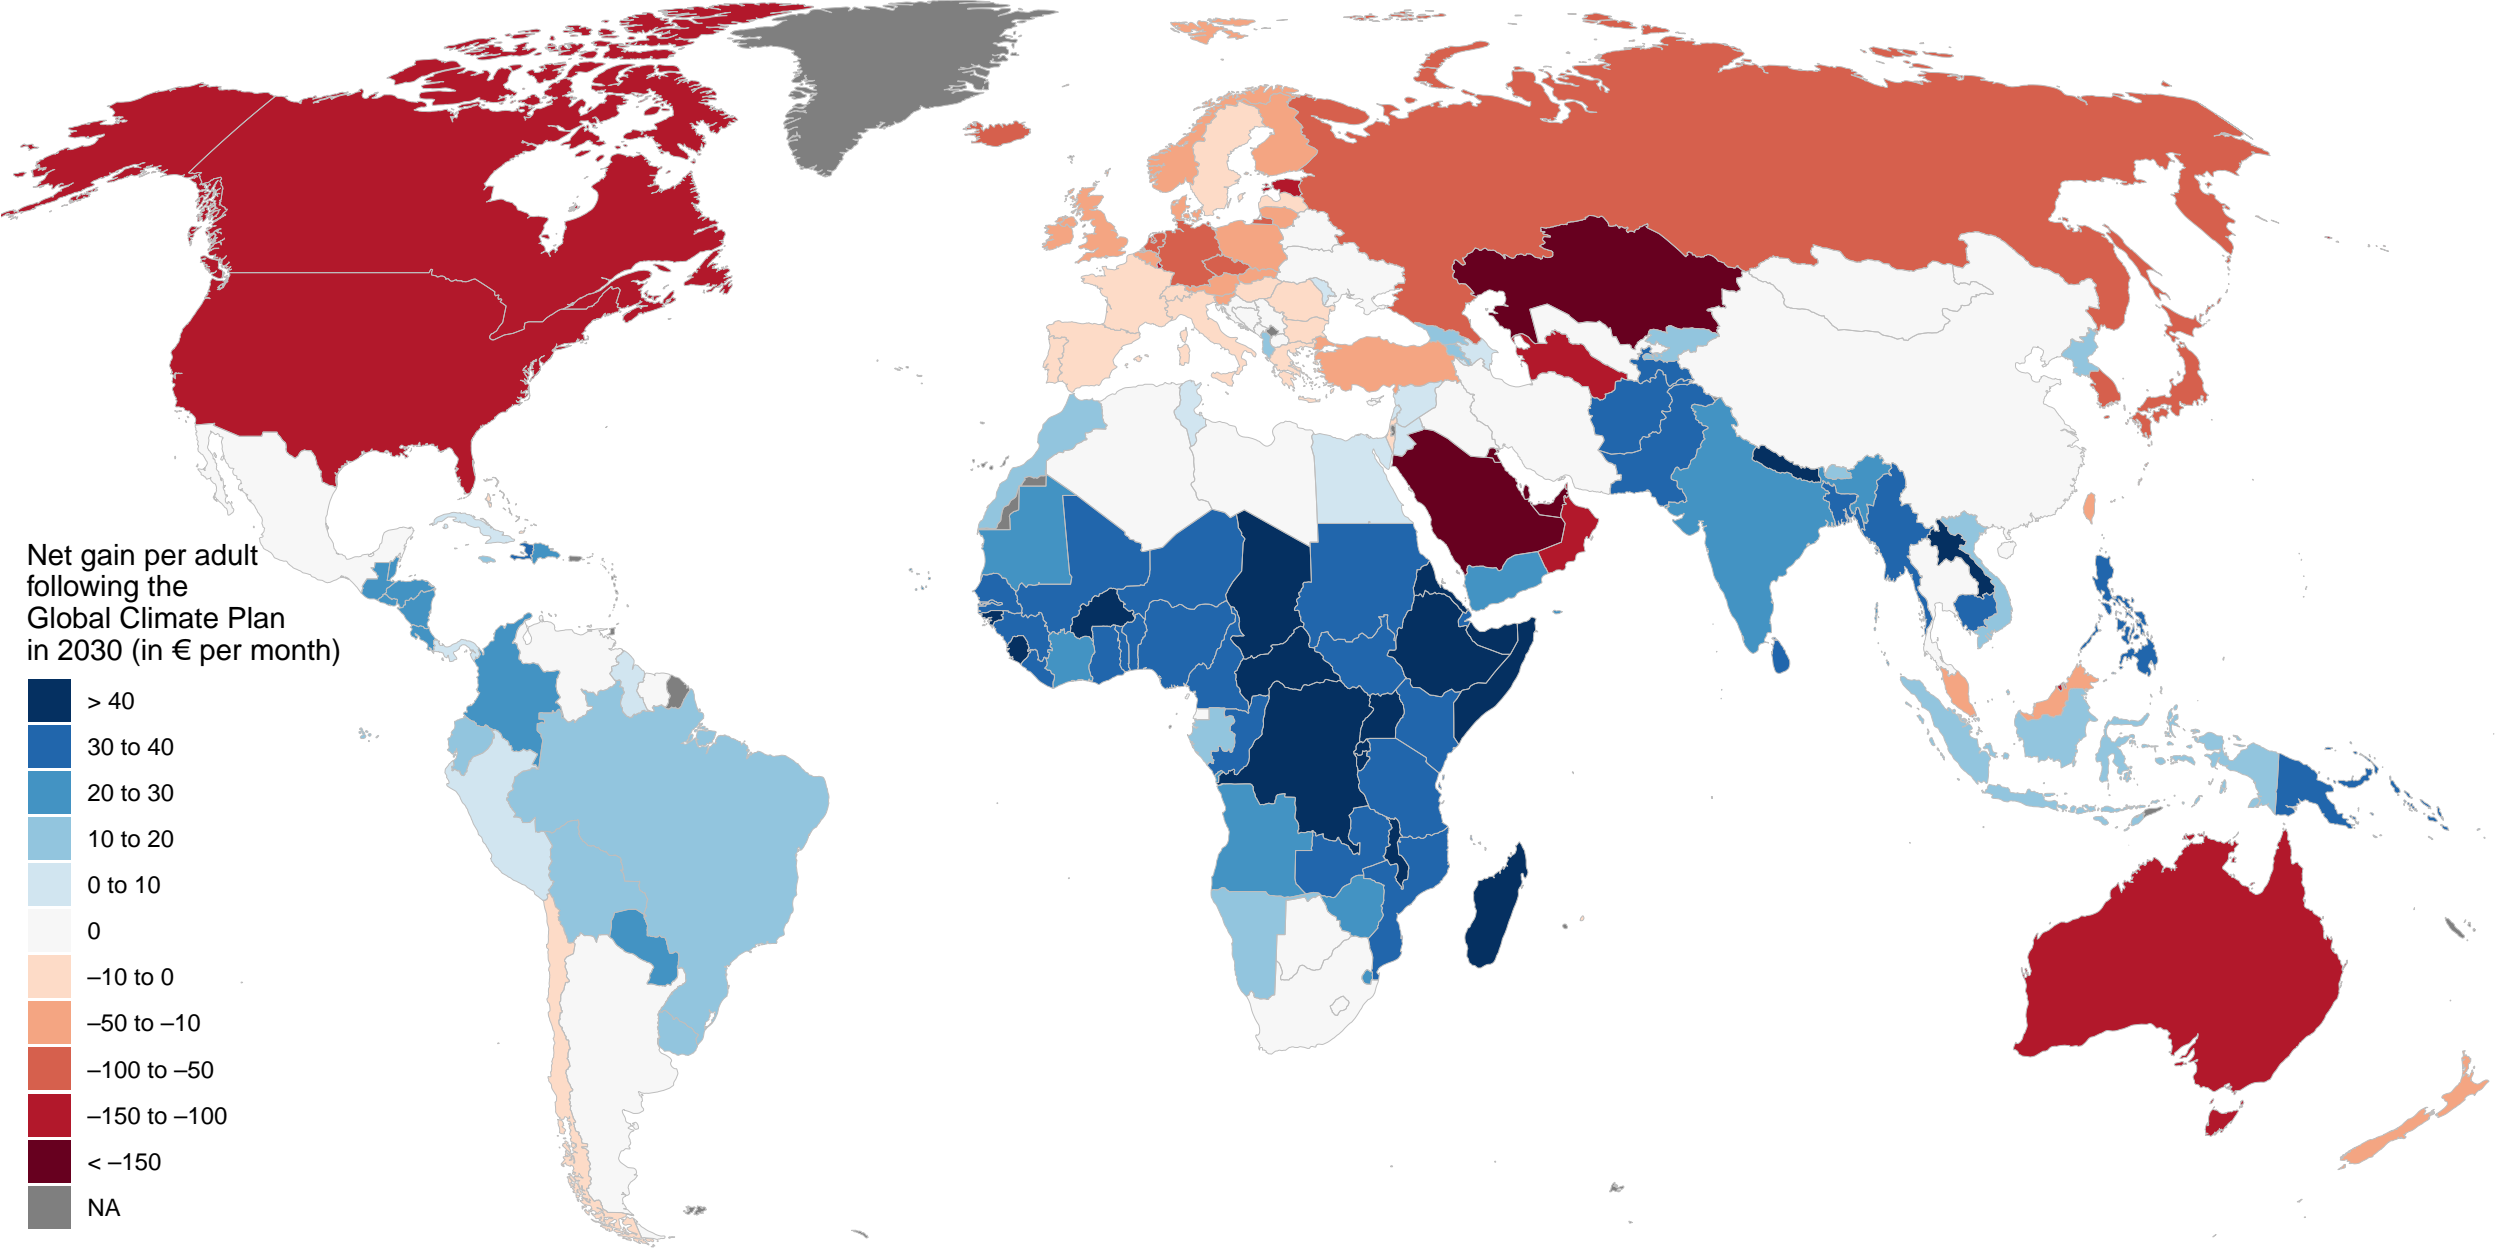 Net gain per adult
following the
Global Climate Plan
in 2030 (in € per month)
> 40
30 to 40
20 to 30
10 to 20
0 to 10
0
–10 to 0
–50 to –10
–100 to –50
–150 to –100
< –150
NA